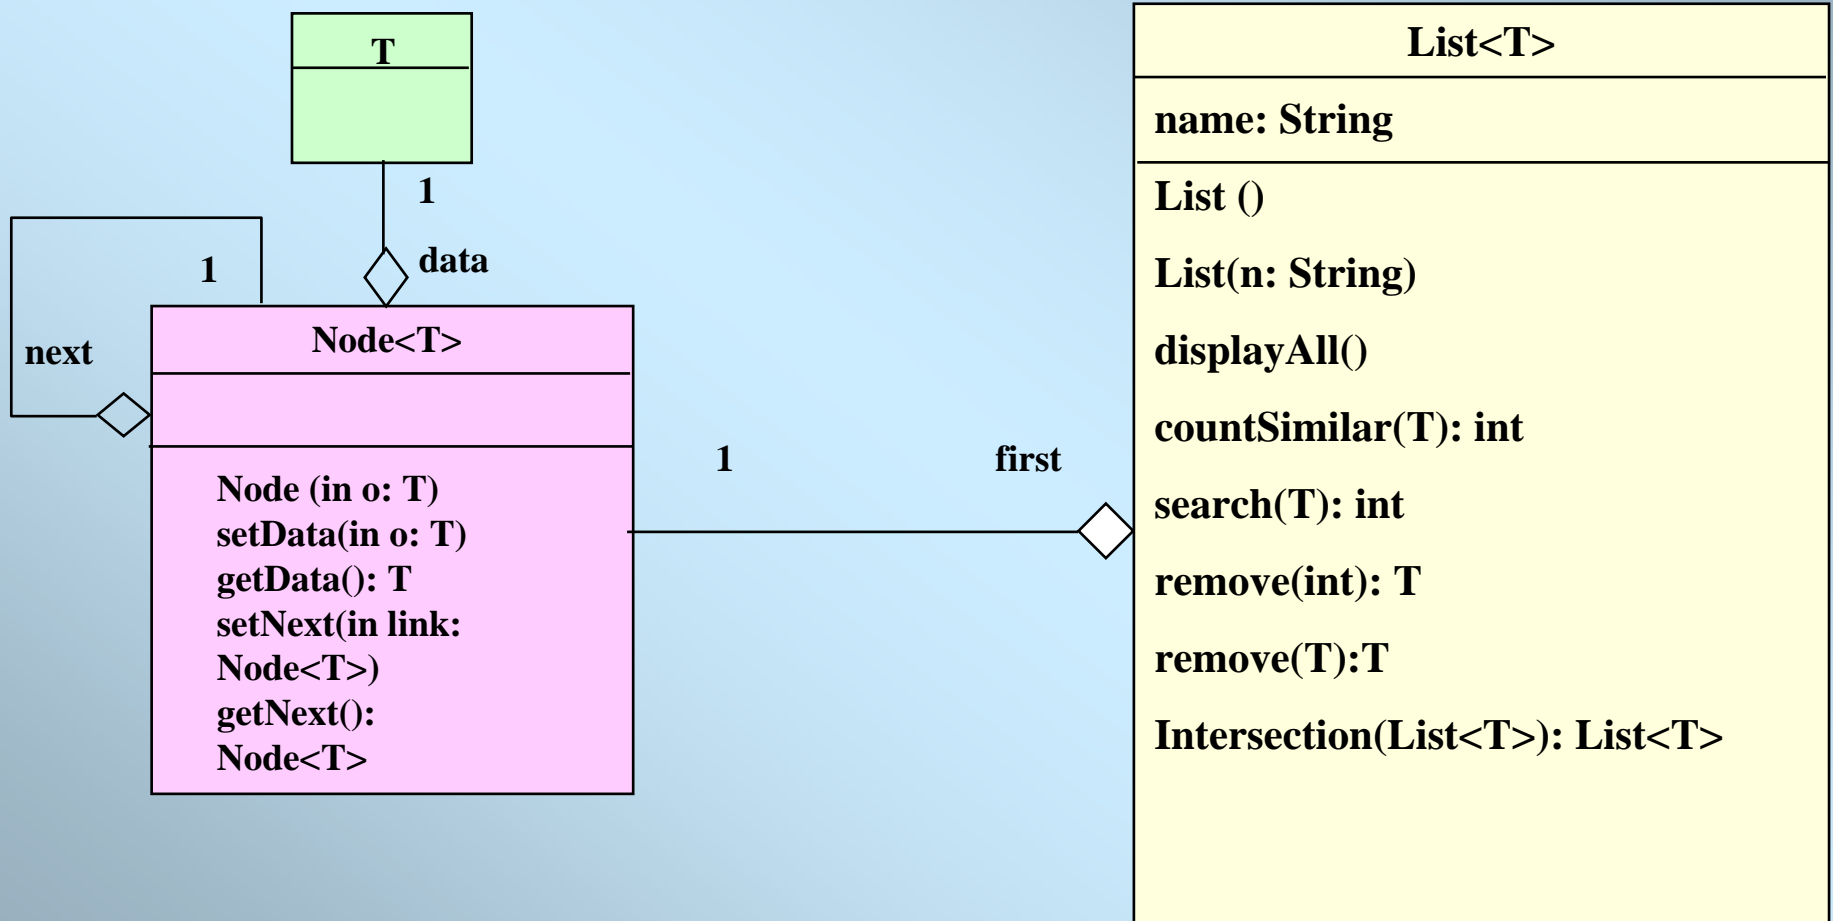 T
1
data
1
next
Node<T>
Node (in o: T)
setData(in o: T)
getData(): T
setNext(in link:
Node<T>)
getNext():
Node<T>
1
first
List<T>
name: String
List ()
List(n: String)
displayAll()
countSimilar(T): int
search(T): int
remove(int): T
remove(T):T
Intersection(List<T>): List<T>